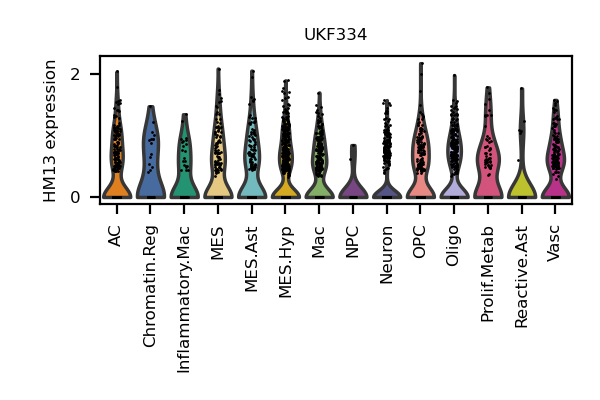 UKF334
HM13 expression
2
0
AC
Chromatin.Reg
Inflammatory.Mac
MES
MES.Ast
MES.Hyp
Mac
NPC
Neuron
OPC
Oligo
Prolif.Metab
Reactive.Ast
Vasc